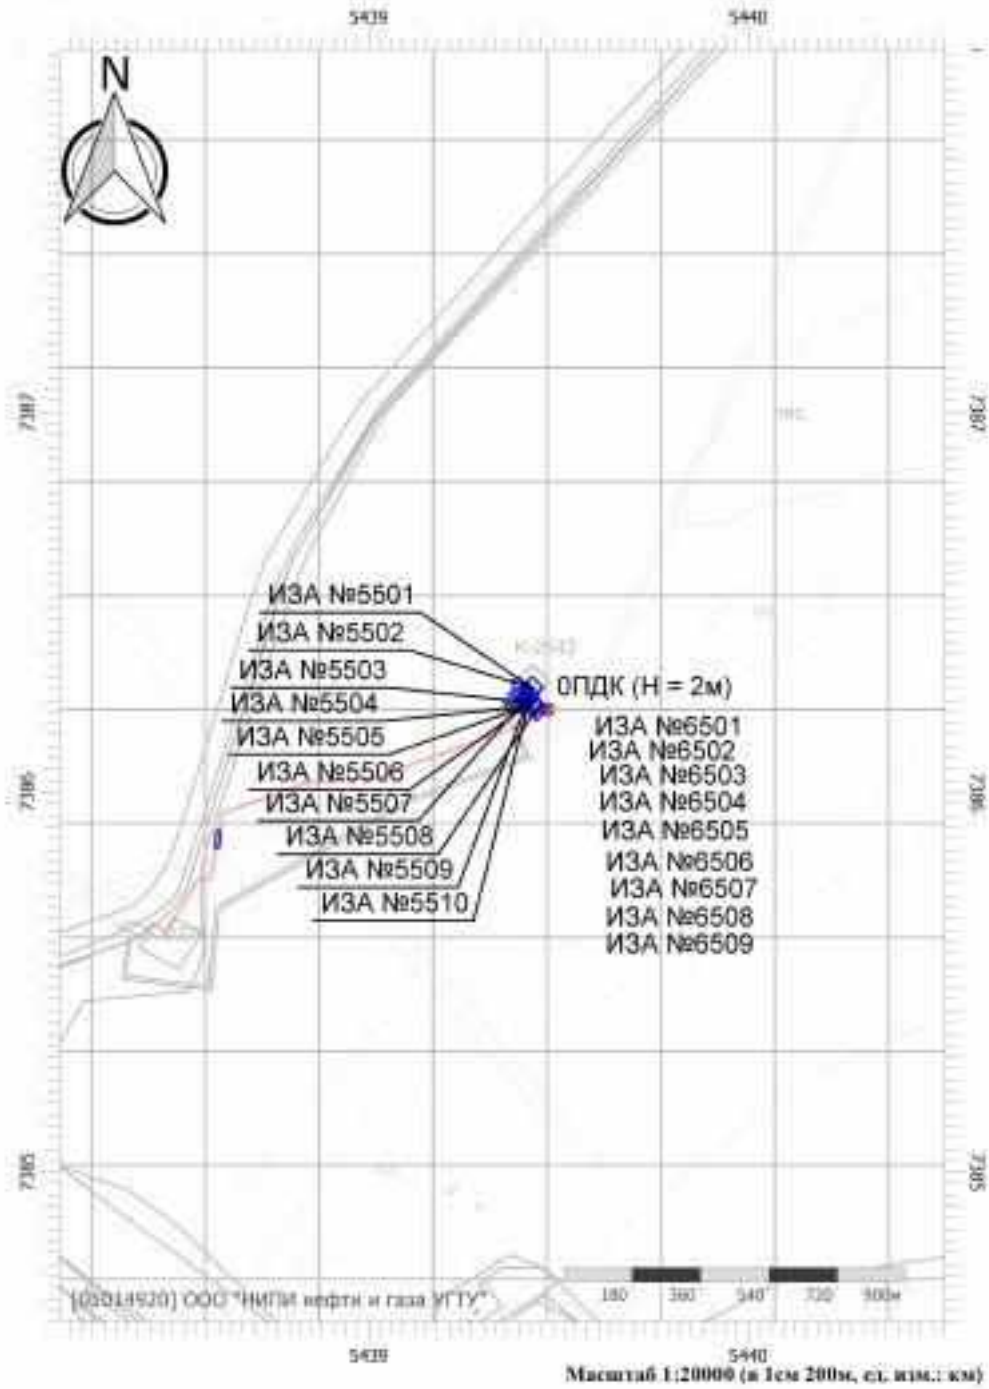 5439 5440
N
7387 7387
ИЗА №5501
ИЗА №5502
ИЗА №5503
ИЗА №5504
ИЗА №5505
ИЗА №5506
ИЗА №5507
ИЗА №5508
ИЗА №5509
ИЗА №5510
0ПДК (Н = 2м)
ИЗА №6501
ИЗА №6502
ИЗА №6503
ИЗА №6504
ИЗА №6505
ИЗА №6506
ИЗА №6507
ИЗА №6508
ИЗА №6509
7386 7386
7385 7385
180 360 540 720 900м
ООО "НИПИ нефти и газа УГТУ"
5439 5440
Масштаб 1:20000 (в 1см 200м, ед. изм.: км)